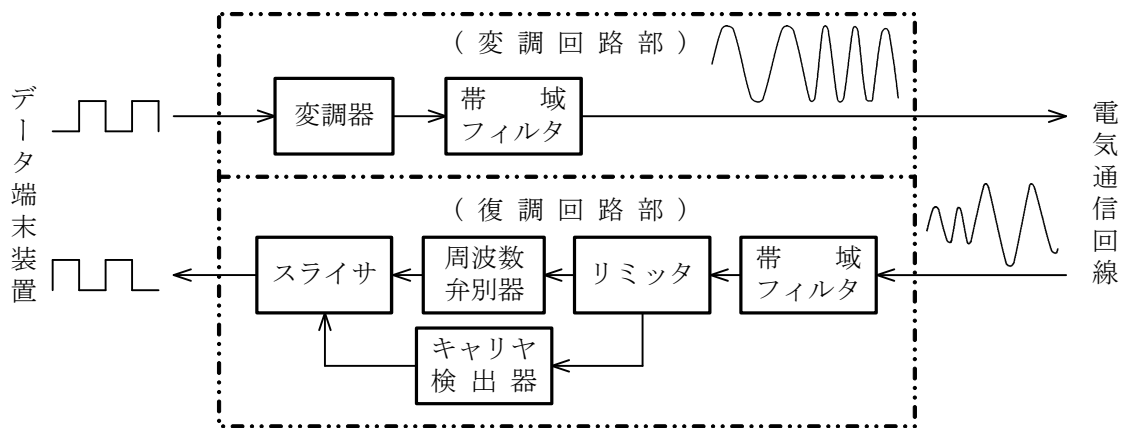 データ端末装置
(変調回路部)
変調器
帯域
フィルタ
(復調回路部)
スライサ
周波数
弁別器
リミッタ
帯域
フィルタ
キャリヤ
検出器
電気通信回線